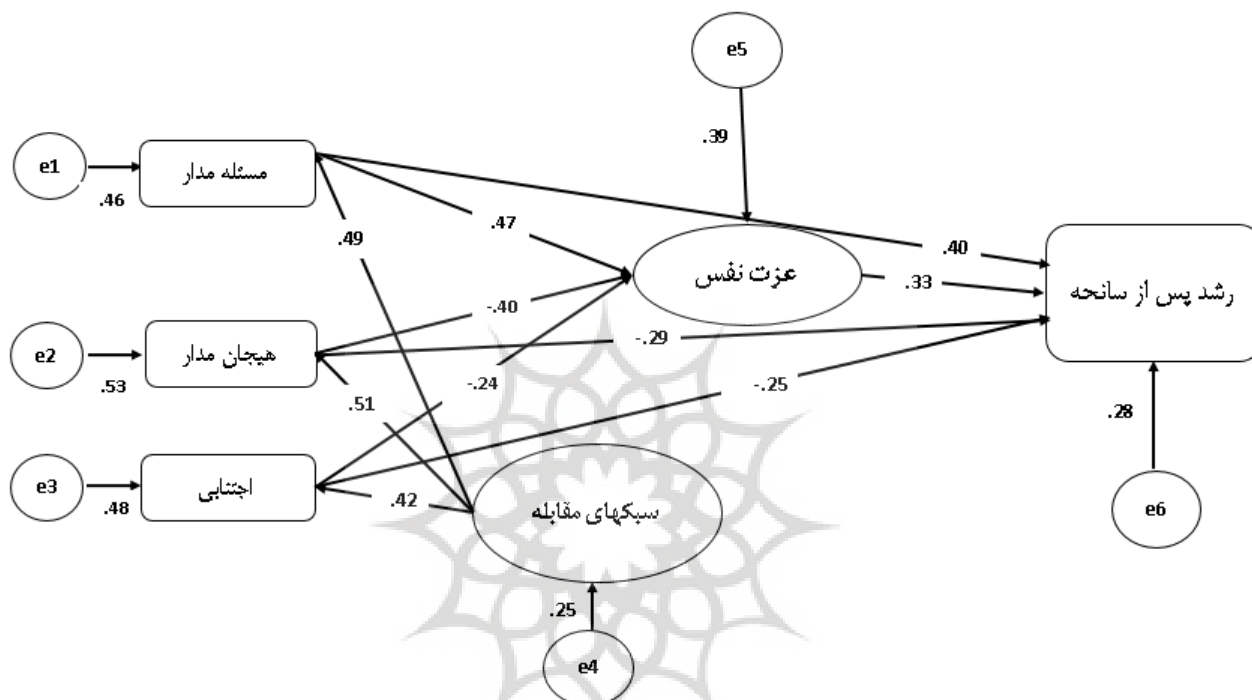 e5
.39
e1
.46
مسئله مدار
.49
.47
.40
عزت نفس
.33
رشد پس از سانحه
e2
.53
هیجان مدار
-.40
-.29
.51
-.24
-.25
.28
e3
.48
اجتنابی
.42
سبکهای مقابله
e6
.25
e4